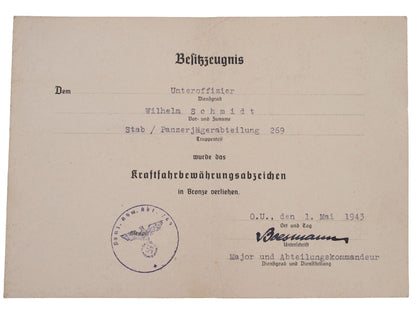 Besitzzeugnis
Dem Unteroffizier
Dienstgrad
Wilhelm Schmidt
Vor- und Zuname
Stab / Panzerjägerabteilung 269
Truppenteil
wurde das
Kraftfahrbewährungsabzeichen
in Bronze verliehen.
O.U., den 1. Mai 1943
Ort und Tag
Unterschrift
Major und Abteilungskommandeur
Dienstgrad und Dienststellung